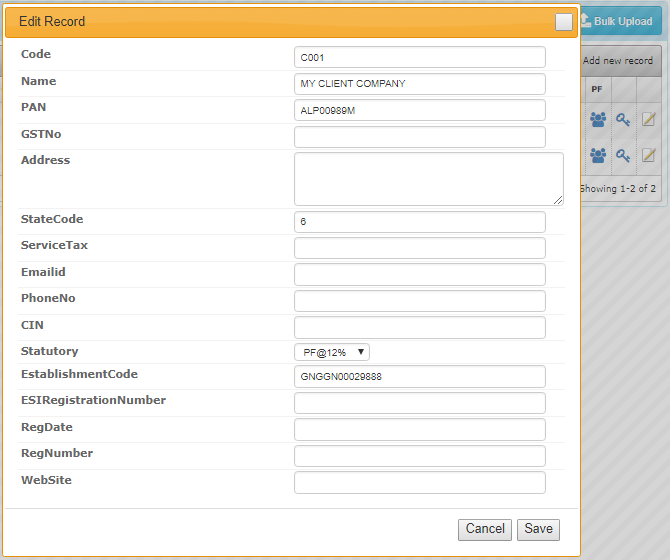 Edit Record
Bulk Upload
Add new record
Code C001
Name MY CLIENT COMPANY
PF
PAN ALP00989M
GSTNo
Address
Showing 1-2 of 2
StateCode 6
ServiceTax
Emailid
PhoneNo
CIN
Statutory PF@12%
EstablishmentCode GNGGN00029888
ESIRegistrationNumber
RegDate
RegNumber
WebSite
Cancel Save